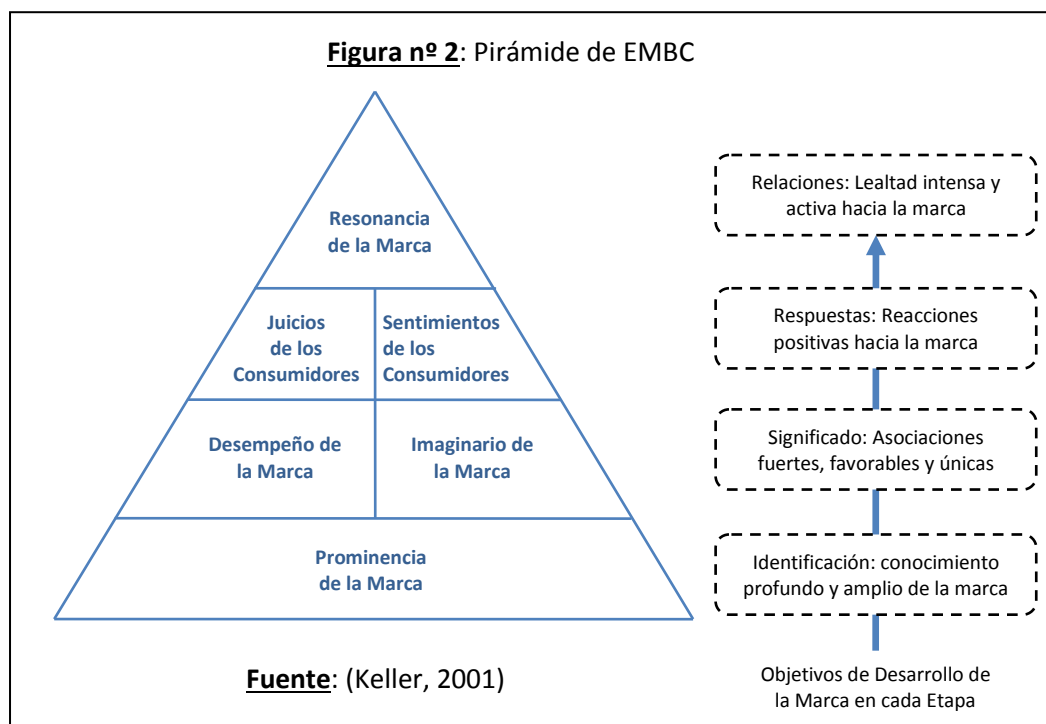 Figura nº 2: Pirámide de EMBC
Resonancia
de la Marca
Juicios
de los
Consumidores
Sentimientos
de los
Consumidores
Desempeño de
la Marca
Imaginario de
la Marca
Prominencia
de la Marca
Fuente: (Keller, 2001)
Relaciones: Lealtad intensa y
activa hacia la marca
Respuestas: Reacciones
positivas hacia la marca
Significado: Asociaciones
fuertes, favorables y únicas
Identificación: conocimiento
profundo y amplio de la marca
Objetivos de Desarrollo de
la Marca en cada Etapa